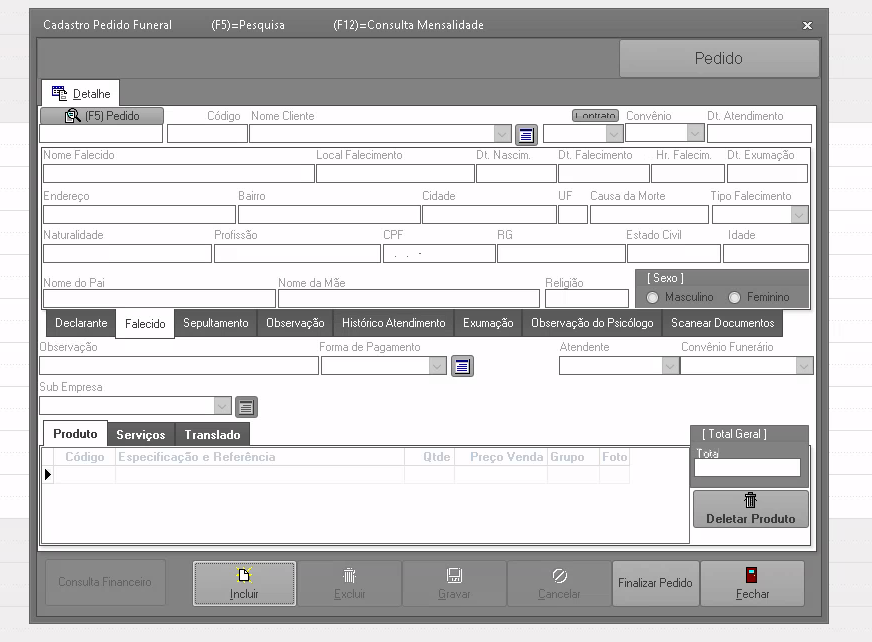 Cadastro Pedido Funeral (F5)=Pesquisa (F12)=Consulta Mensalidade
Pedido
Detalhe
(F5) Pedido Código Nome Cliente Contrato Convênio Dt. Atendimento
Nome Falecido Local Falecimento Dt. Nascim. Dt. Falecimento Hr. Falecim. Dt. Exumação
Endereço Bairro Cidade UF Causa da Morte Tipo Falecimento
Naturalidade Profissão CPF RG Estado Civil Idade
. . -
Nome do Pai Nome da Mãe Religião [ Sexo ]
Masculino Feminino
Declarante Falecido Sepultamento Observação Histórico Atendimento Exumação Observação do Psicólogo Scanear Documentos
Observação Forma de Pagamento Atendente Convênio Funerário
Sub Empresa
Produto Serviços Translado [ Total Geral ]
Código Especificação e Referência Qtde Preço Venda Grupo Foto Total
Deletar Produto
Consulta Financeiro Incluir Excluir Gravar Cancelar Finalizar Pedido Fechar